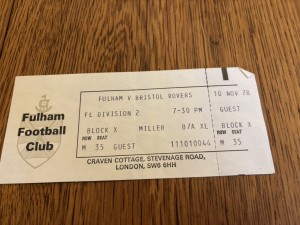 Fulham
Football
Club
FULHAM V BRISTOL ROVERS
FL DIVISION 2 7-30 PM
BLOCK X MILLER B/A XL
ROW SEAT
M 35 GUEST 111010044
10 NOV 78
GUEST
BLOCK X
ROW SEAT
M 35
CRAVEN COTTAGE, STEVENAGE ROAD,
LONDON, SW6 6HH